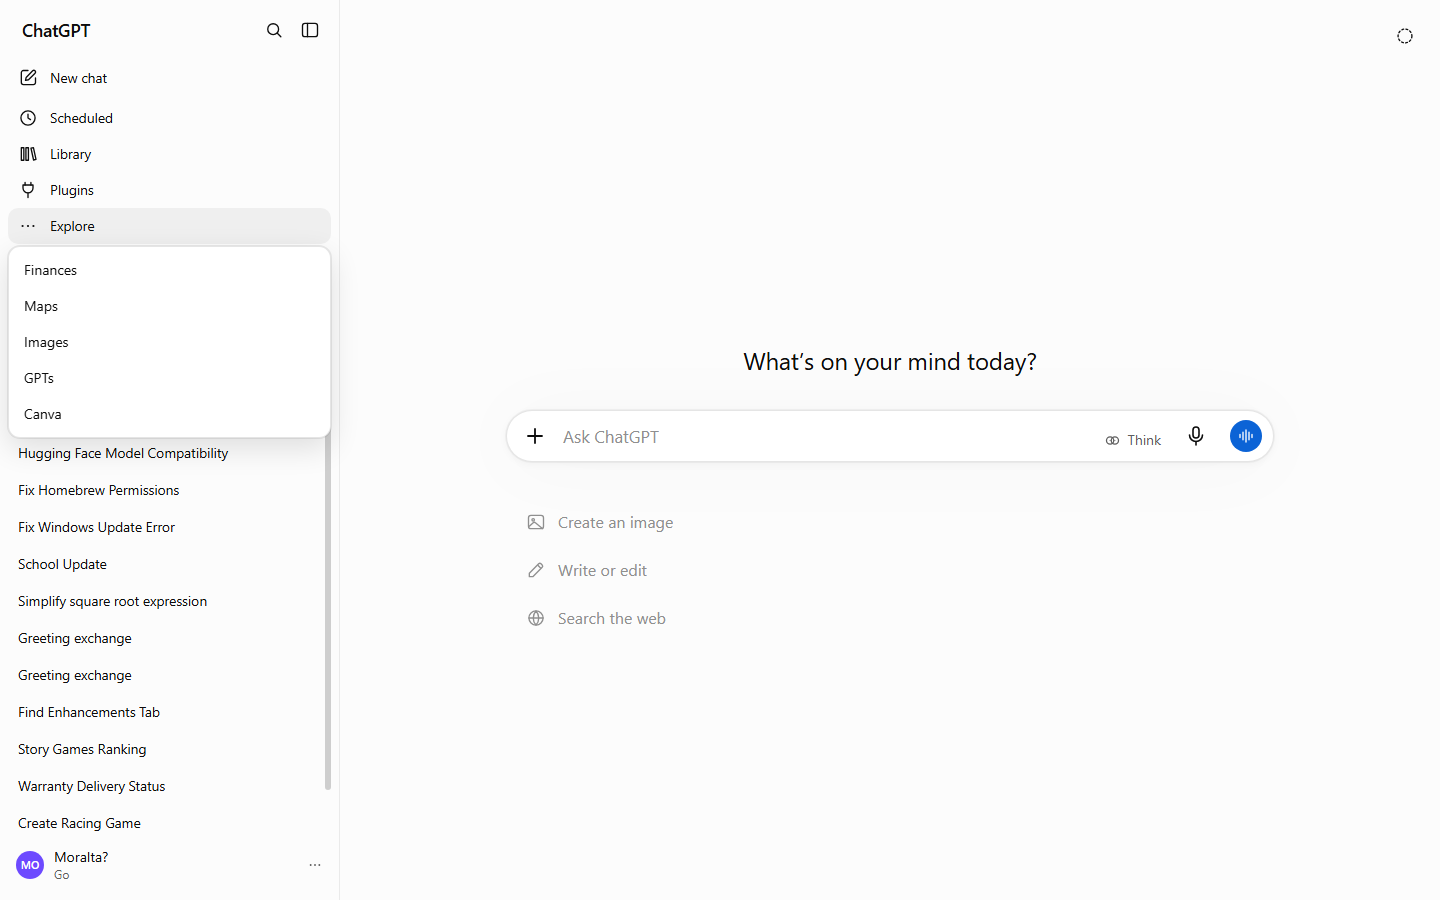 ChatGPT
New chat
Scheduled
Library
Plugins
Explore
Finances
Maps
Images
GPTs
Canva
Hugging Face Model Compatibility
Fix Homebrew Permissions
Fix Windows Update Error
School Update
Simplify square root expression
Greeting exchange
Greeting exchange
Find Enhancements Tab
Story Games Ranking
Warranty Delivery Status
Create Racing Game
MO
Moralta?
Go
What's on your mind today?
Ask ChatGPT
Think
Create an image
Write or edit
Search the web